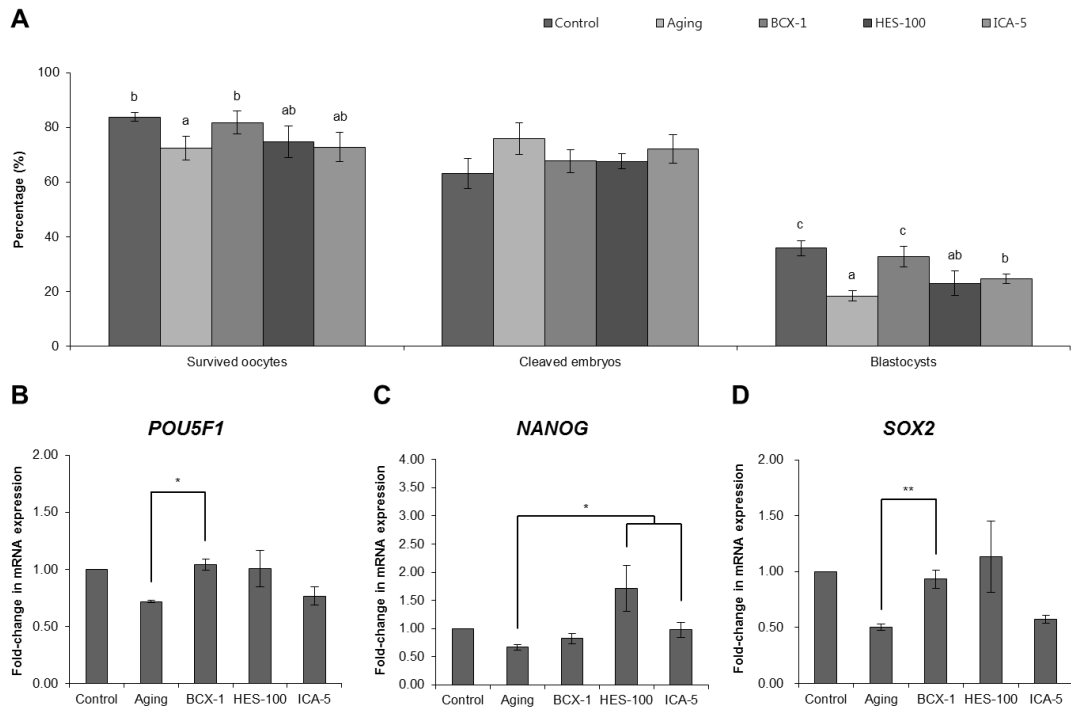 A
Control Aging BCX-1 HES-100 ICA-5
Percentage (%)
100
80
60
40
20
0
b a b ab ab
c a c ab b
Survived oocytes Cleaved embryos Blastocysts
B
POU5F1
Fold-change in mRNA expression
2.00
1.50
1.00
0.50
0.00
*
Control Aging BCX-1 HES-100 ICA-5
C
NANOG
Fold-change in mRNA expression
4.00
3.50
3.00
2.50
2.00
1.50
1.00
0.50
0.00
*
Control Aging BCX-1 HES-100 ICA-5
D
SOX2
Fold-change in mRNA expression
2.00
1.50
1.00
0.50
0.00
**
Control Aging BCX-1 HES-100 ICA-5